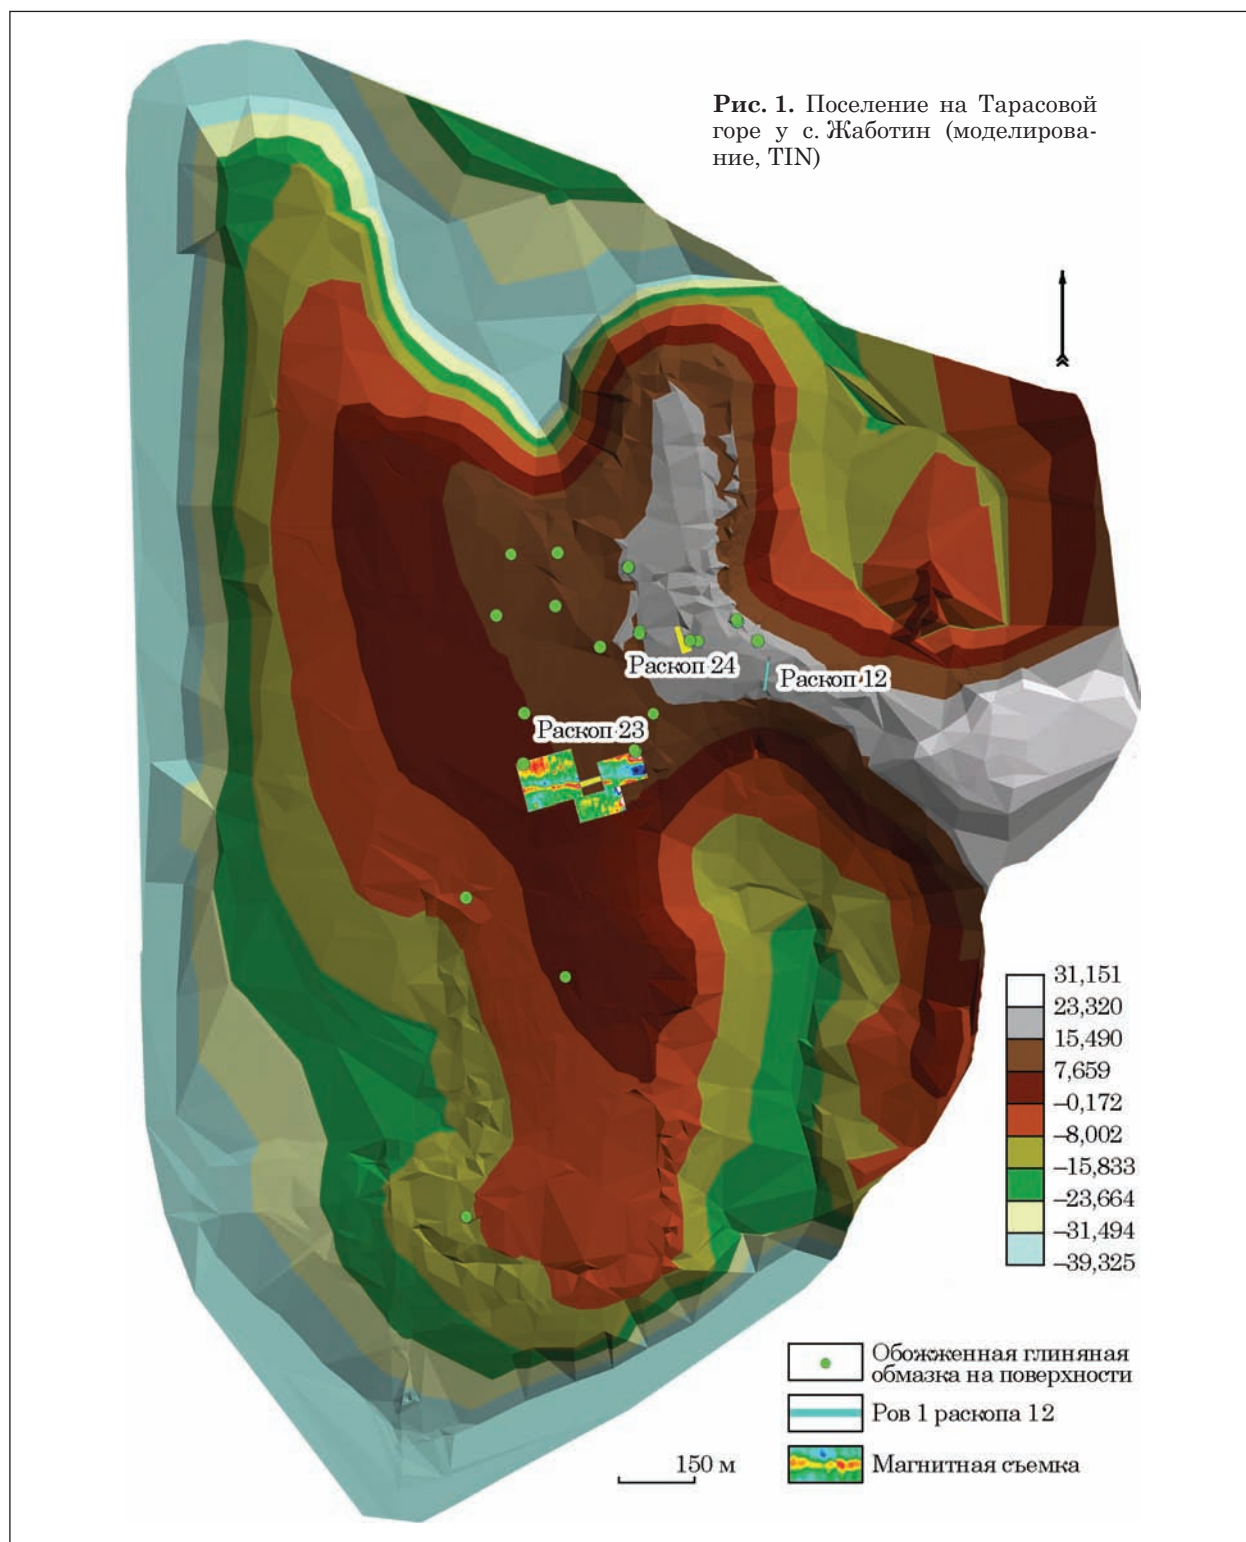 Рис. 1. Поселение на Тарасовой
горе у с. Жаботин (моделирова-
ние, TIN)
Раскоп 24
Раскоп 12
Раскоп 23
31,151
23,320
15,490
7,659
–0,172
–8,002
–15,833
–23,664
–31,494
–39,325
Обожженная глиняная
обмазка на поверхности
Ров 1 раскопа 12
150 м
Магнитная съемка